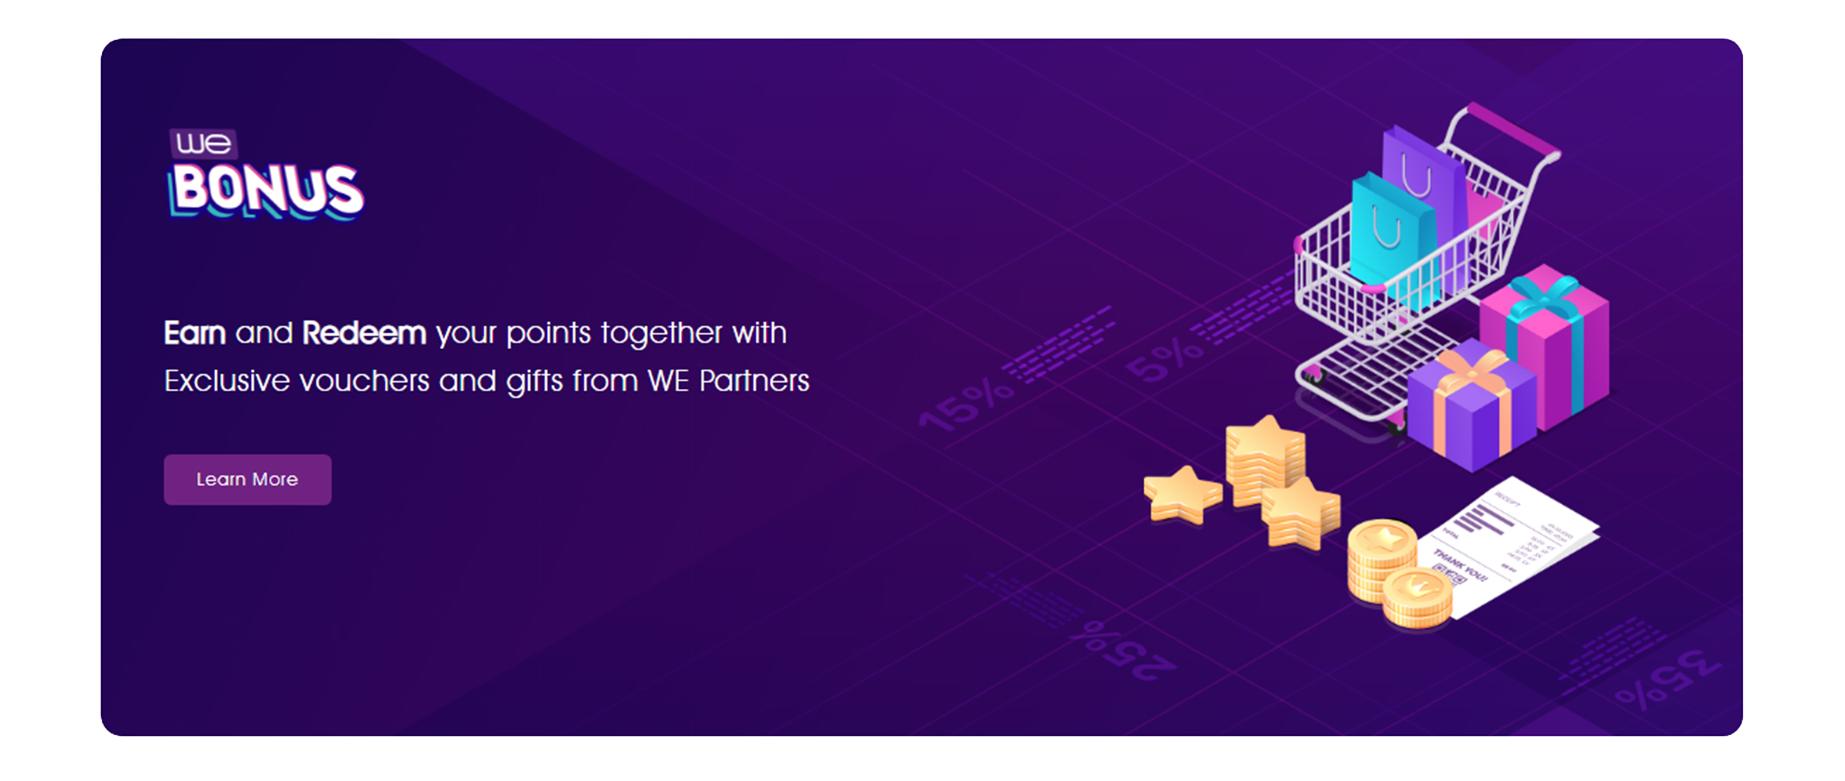 we
BONUS
Earn and Redeem your points together with
Exclusive vouchers and gifts from WE Partners
Learn More
15%
5%
25%
35%
RECEIPT
TOTAL
THANK YOU!